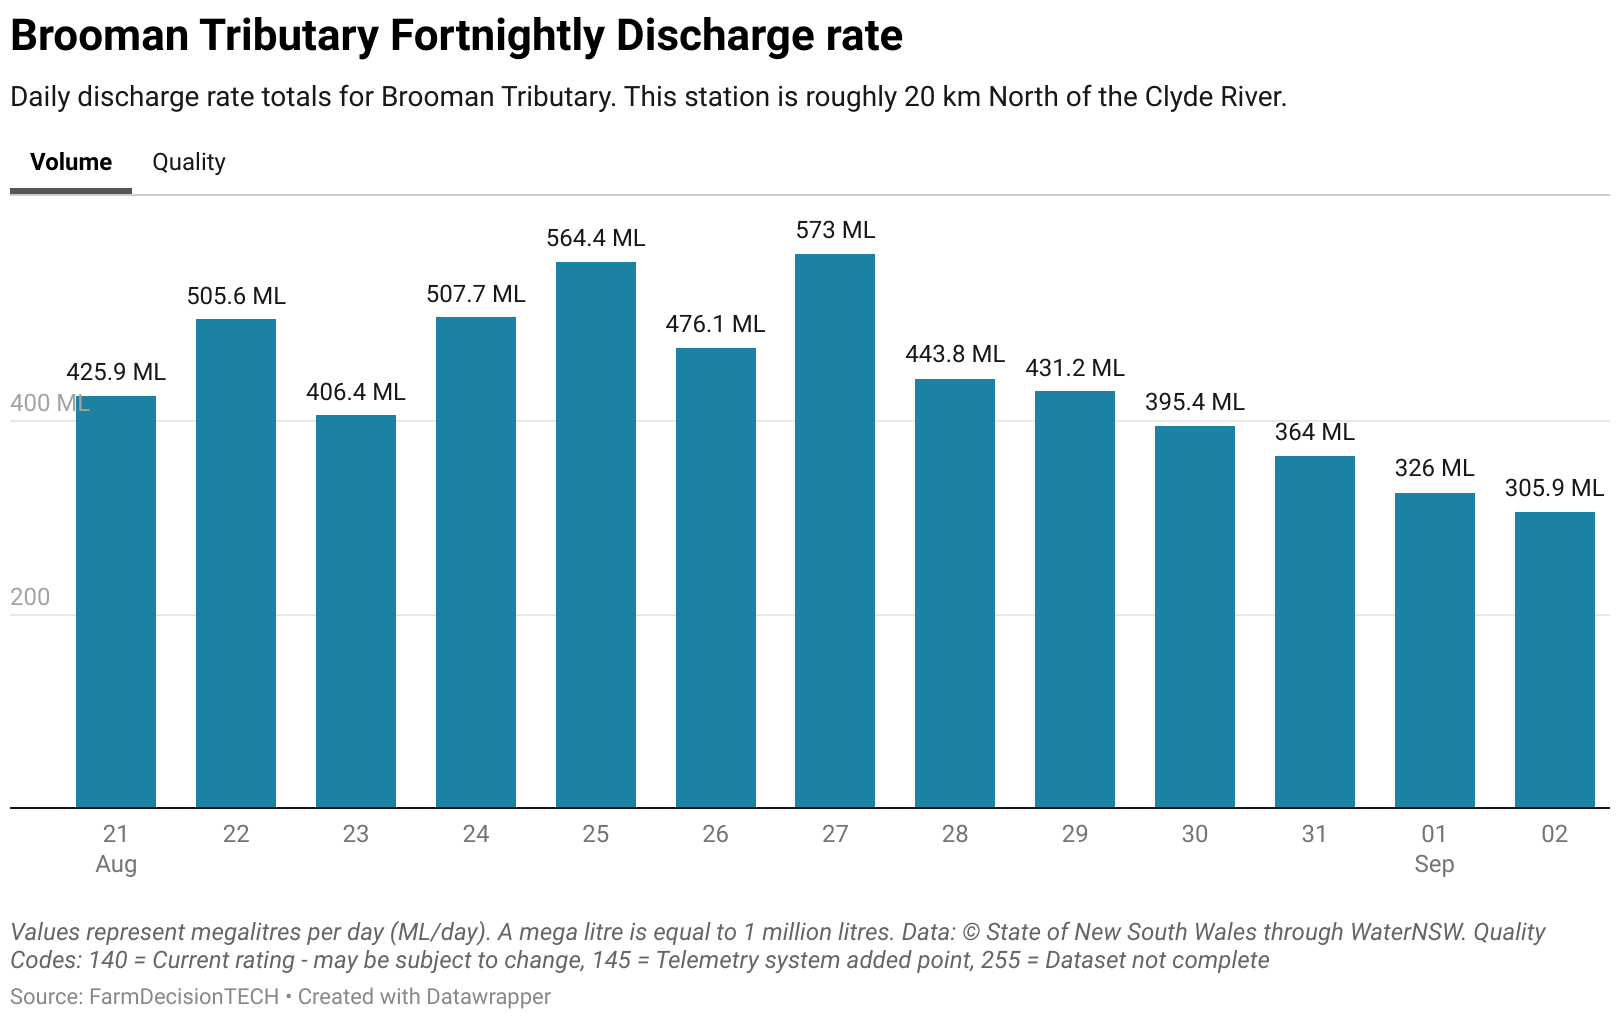 Brooman Tributary Fortnightly Discharge rate
Daily discharge rate totals for Brooman Tributary. This station is roughly 20 km North of the Clyde River.
Volume Quality
573 ML
564.4 ML
505.6 ML
507.7 ML
476.1 ML
443.8 ML
431.2 ML
425.9 ML
406.4 ML
395.4 ML
400 ML
364 ML
326 ML
305.9 ML
200
21 22 23 24 25 26 27 28 29 30 31 01 02
Aug Sep
Values represent megalitres per day (ML/day). A mega litre is equal to 1 million litres. Data: © State of New South Wales through WaterNSW. Quality
Codes: 140 = Current rating - may be subject to change, 145 = Telemetry system added point, 255 = Dataset not complete
Source: FarmDecisionTECH • Created with Datawrapper